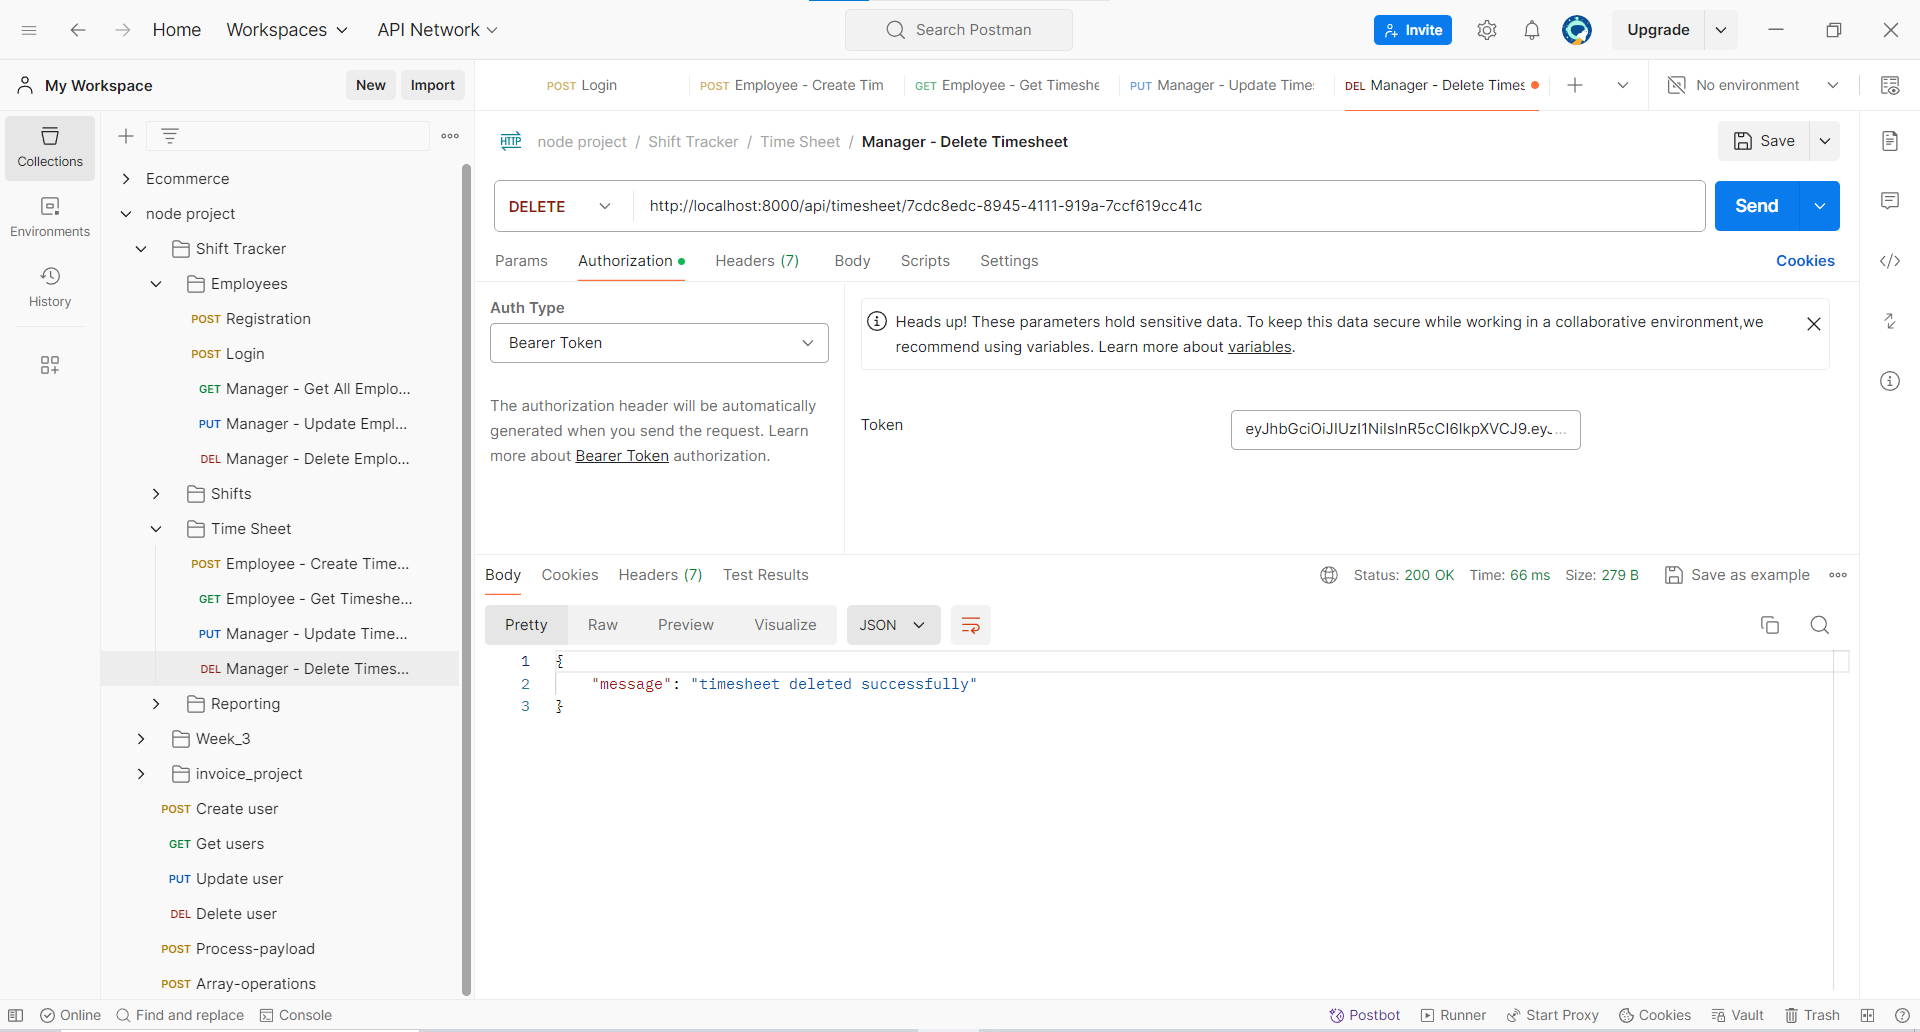 Home Workspaces API Network Search Postman Invite Upgrade
My Workspace New Import
POST Login POST Employee - Create Tim GET Employee - Get Timeshe PUT Manager - Update Time DEL Manager - Delete Times No environment
Collections
Environments
History
Ecommerce
node project
Shift Tracker
Employees
POST Registration
POST Login
GET Manager - Get All Emplo...
PUT Manager - Update Empl...
DEL Manager - Delete Emplo...
Shifts
Time Sheet
POST Employee - Create Time...
GET Employee - Get Timeshe...
PUT Manager - Update Time...
DEL Manager - Delete Times...
Reporting
Week_3
invoice_project
POST Create user
GET Get users
PUT Update user
DEL Delete user
POST Process-payload
POST Array-operations
HTTP node project / Shift Tracker / Time Sheet / Manager - Delete Timesheet Save
DELETE http://localhost:8000/api/timesheet/7cdc8edc-8945-4111-919a-7ccf619cc41c Send
Params Authorization Headers (7) Body Scripts Settings Cookies
Auth Type
Bearer Token
The authorization header will be automatically
generated when you send the request. Learn
more about Bearer Token authorization.
Heads up! These parameters hold sensitive data. To keep this data secure while working in a collaborative environment,we
recommend using variables. Learn more about variables.
Token eyJhbGciOiJIUzI1NiIsInR5cCI6IkpXVCJ9.eyJ...
Body Cookies Headers (7) Test Results Status: 200 OK Time: 66 ms Size: 279 B Save as example
Pretty Raw Preview Visualize JSON
1 {
2 "message": "timesheet deleted successfully"
3 }
Online Find and replace Console Postbot Runner Start Proxy Cookies Vault Trash